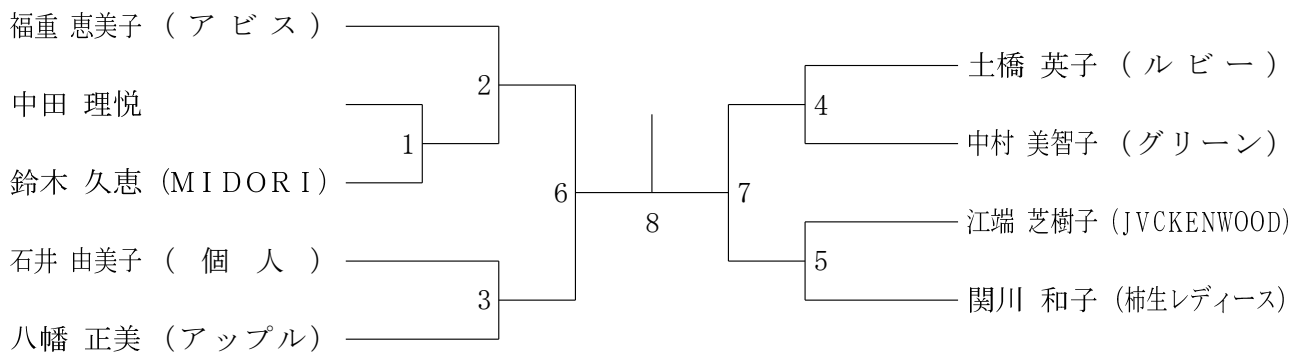 福重 恵美子 (アビス)
2
中田 理悦
1
鈴木 久恵 (MIDORI)
6
石井 由美子 (個人)
3
八幡 正美 (アップル)
8
土橋 英子 (ルビー)
4
中村 美智子 (グリーン)
7
江端 芝樹子 (JVCKENWOOD)
5
関川 和子 (柿生レディース)